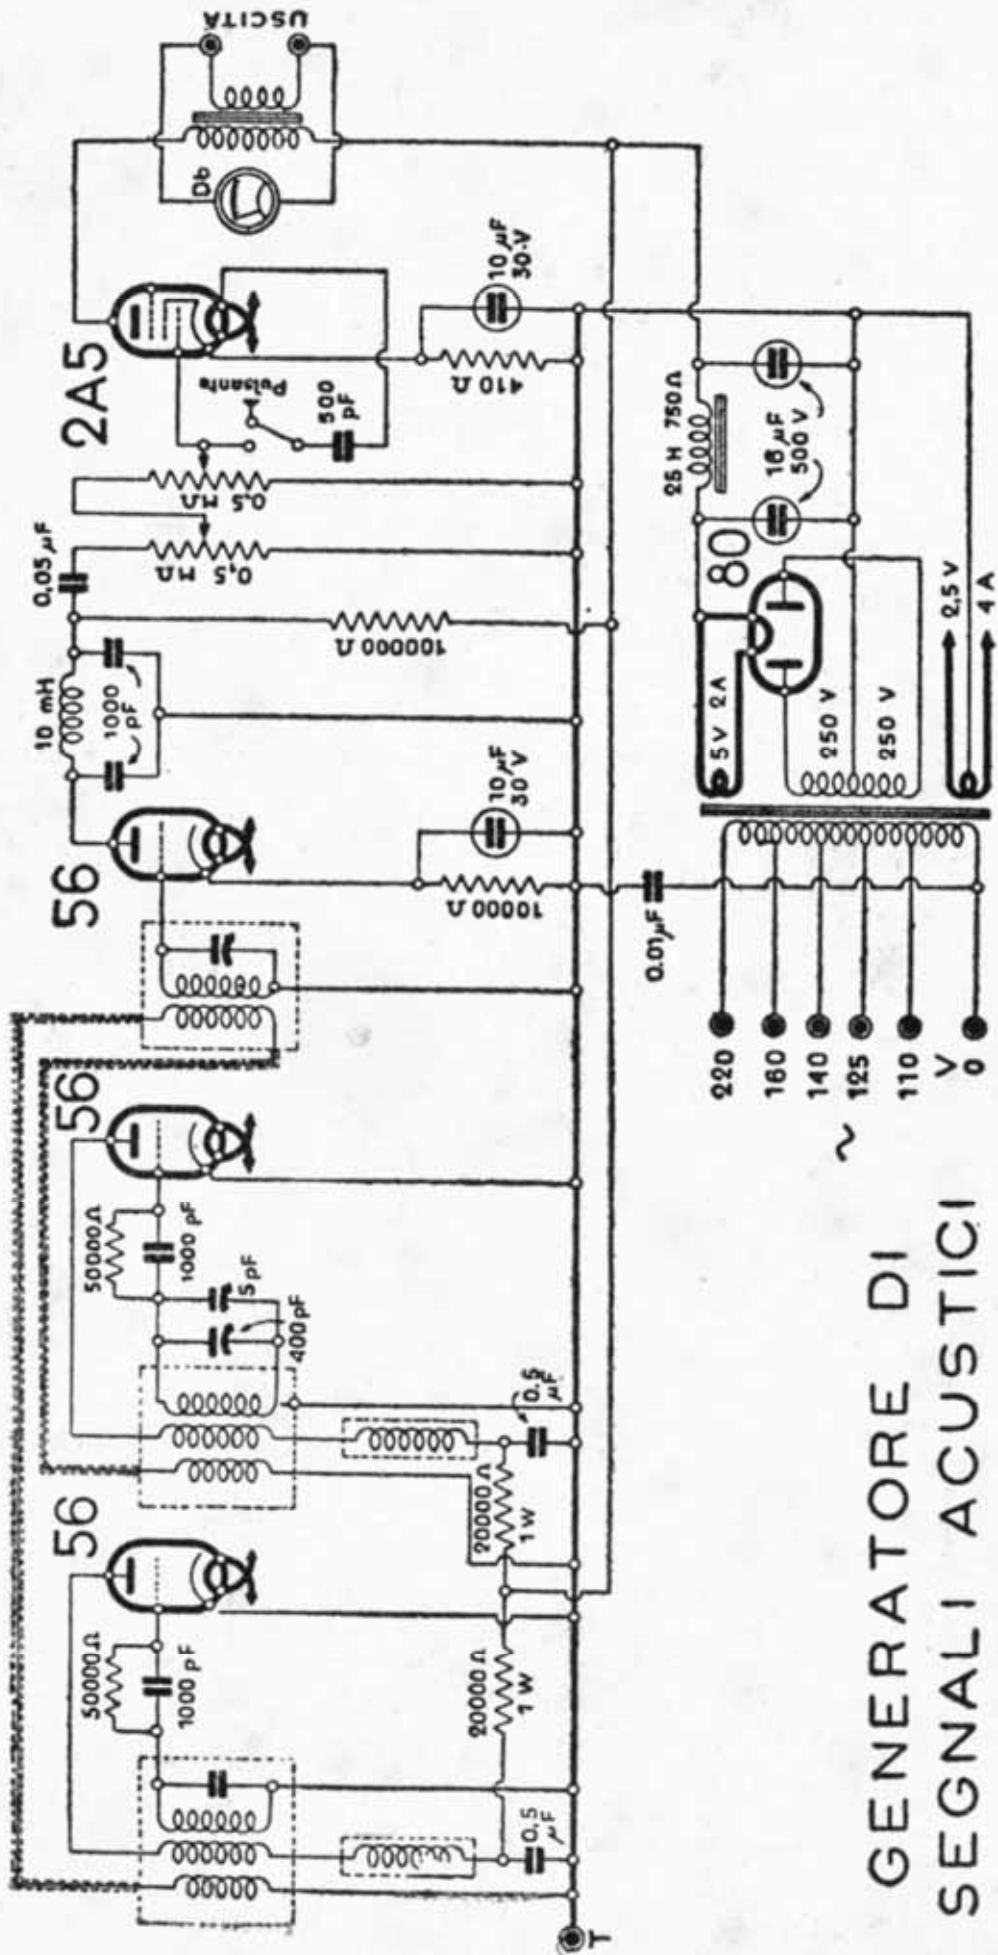 56
56
56
2A5
USCITA
50000 Ω
1000 pF
50000 Ω
1000 pF
5 pF
400 pF
10 mH
1000
pF
0,05 µF
0,5 MΩ
0,5 MΩ
Pulsante
500
pF
Db
20000 Ω
1 W
0,5
µF
20000 Ω
1 W
0,5
µF
10000 Ω
10 µF
30 V
100000 Ω
410 Ω
10 µF
30 V
T
0.01 µF
220
160
140
125
110
V
0
~
5 V 2 A
80
250 V
250 V
2,5 V
4 A
25 H 750 Ω
16 µF
500 V
GENERATORE DI
SEGNALI ACUSTICI